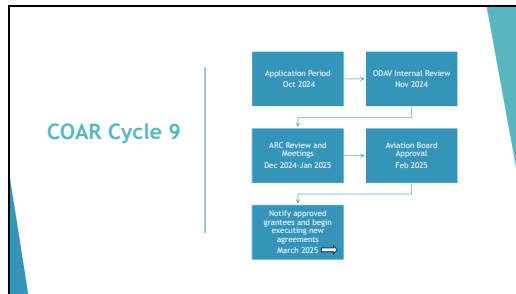 COAR Cycle 9
Application Period
Oct 2024
ODAV Internal Review
Nov 2024
ARC Review and
Meetings
Dec 2024-Jan 2025
Aviation Board
Approval
Feb 2025
Notify approved
grantees and begin
executing new
agreements
March 2025